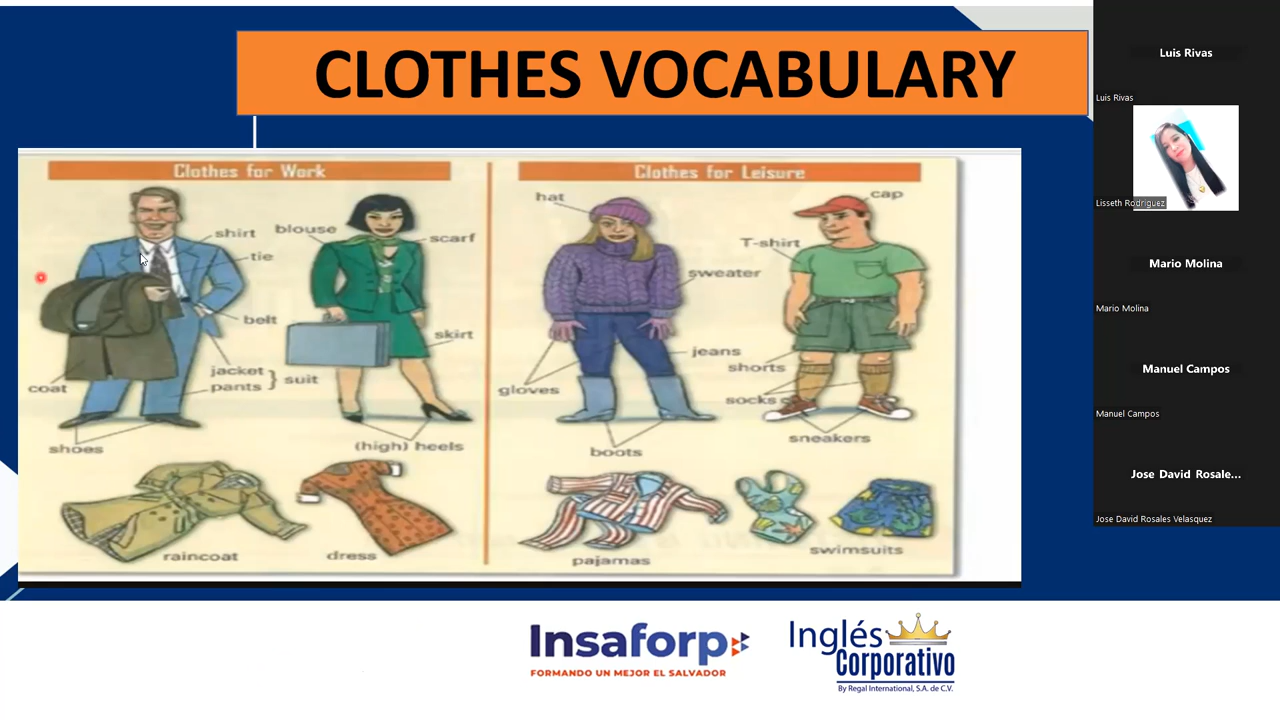 CLOTHES VOCABULARY
Clothes for Work
shirt
blouse
scarf
tie
belt
skirt
jacket
pants
suit
coat
shoes
(high) heels
raincoat
dress
Clothes for Leisure
hat
cap
T-shirt
sweater
jeans
shorts
gloves
socks
sneakers
boots
pajamas
swimsuits
Insaforp
FORMANDO UN MEJOR EL SALVADOR
Inglés
Corporativo
By Regal International, S.A. de C.V.
Luis Rivas
Luis Rivas
Lisseth Rodriguez
Mario Molina
Mario Molina
Manuel Campos
Manuel Campos
Jose David Rosale...
Jose David Rosales Velasquez